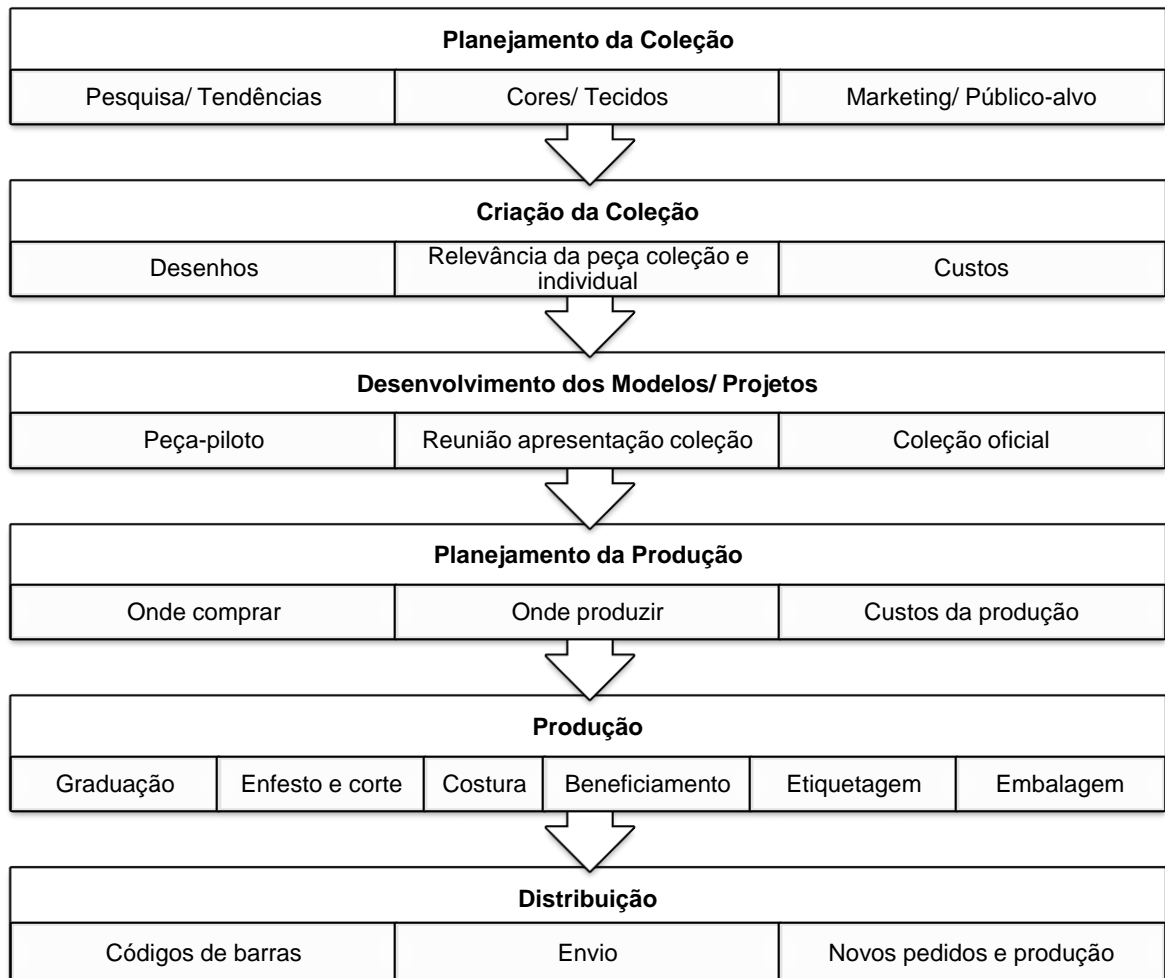 Planejamento da Coleção
Pesquisa/ Tendências
Cores/ Tecidos
Marketing/ Público-alvo
Criação da Coleção
Desenhos
Relevância da peça coleção e
individual
Custos
Desenvolvimento dos Modelos/ Projetos
Peça-piloto
Reunião apresentação coleção
Coleção oficial
Planejamento da Produção
Onde comprar
Onde produzir
Custos da produção
Produção
Graduação
Enfesto e corte
Costura
Beneficiamento
Etiquetagem
Embalagem
Distribuição
Códigos de barras
Envio
Novos pedidos e produção